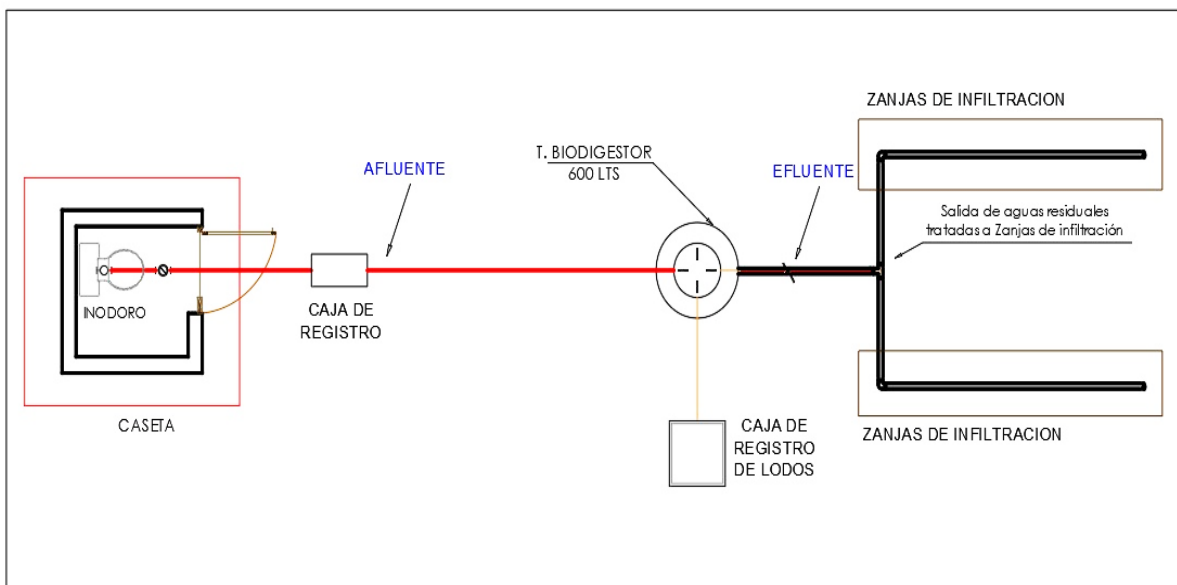 ZANJAS DE INFILTRACION
T. BIODIGESTOR
600 LTS
AFLUENTE
EFLUENTE
Salida de aguas residuales
tratadas a Zanjas de infiltración
INODORO
CAJA DE
REGISTRO
CASETA
CAJA DE
REGISTRO
DE LODOS
ZANJAS DE INFILTRACION